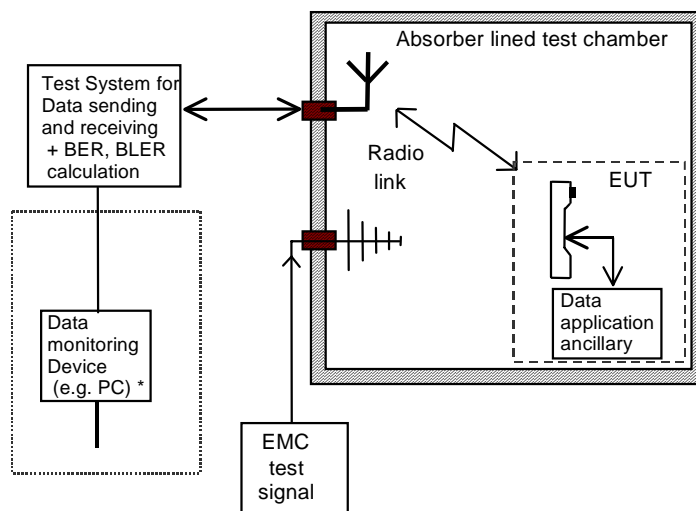 Absorber lined test chamber
Test System for
Data sending
and receiving
+ BER, BLER
calculation
Radio
link
EUT
Data
monitoring
Device
(e.g. PC) *
Data
application
ancillary
EMC
test
signal